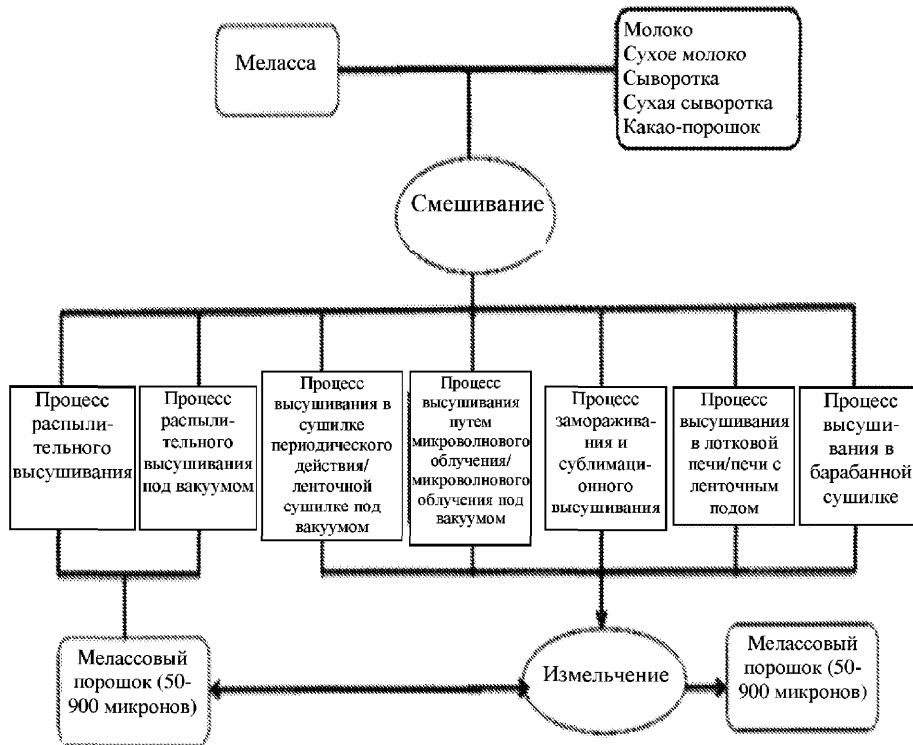 Меласса
Молоко
Сухое молоко
Сыворотка
Сухая сыворотка
Какао-порошок
Смешивание
Процесс
распыли-
тельного
высушивания
Процесс
распыли-
тельного
высушивания
под вакуумом
Процесс
высушивания в
сушилке
периодического
действия/
ленточной
сушилке под
вакуумом
Процесс
высушивания
путем
микроволнового
облучения/
микроволнового
облучения под
вакуумом
Процесс
заморажива-
ния и
сублимаци-
онного
высушивания
Процесс
высушивания
в лотковой
печи/печи с
ленточным
подом
Процесс
высуши-
вания в
барабанной
сушилке
Мелассовый
порошок (50-
900 микронов)
Измельчение
Мелассовый
порошок (50-
900 микронов)